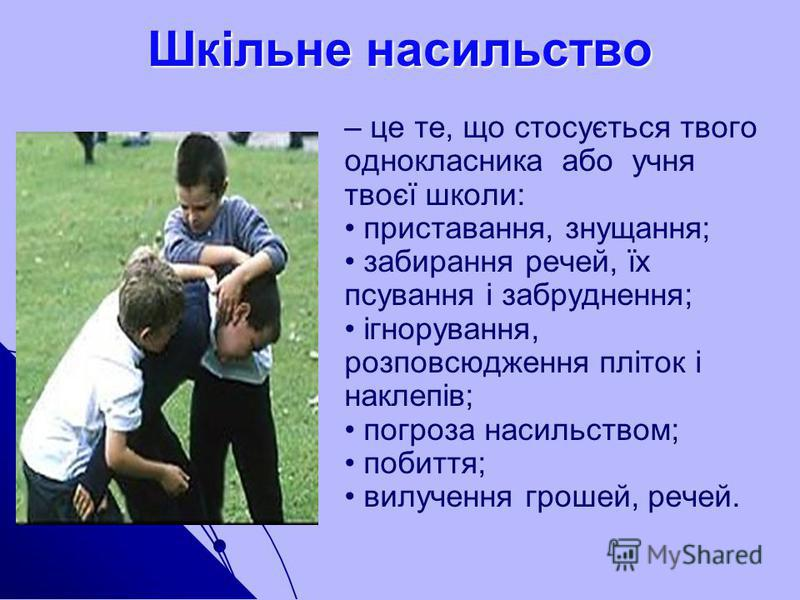 Шкільне насильство
– це те, що стосується твого
однокласника або учня
твоєї школи:
• приставання, знущання;
• забирання речей, їх
псування і забруднення;
• ігнорування,
розповсюдження пліток і
наклепів;
• погроза насильством;
• побиття;
• вилучення грошей, речей.
MyShared